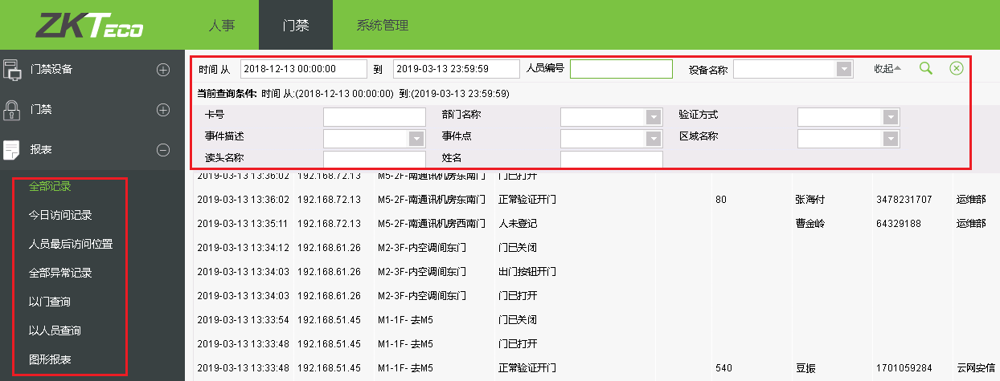 ZKTeco 人事 门禁 系统管理
门禁设备
门禁
报表
全部记录
今日访问记录
人员最后访问位置
全部异常记录
以门查询
以人员查询
图形报表
时间 从 2018-12-13 00:00:00 到 2019-03-13 23:59:59 人员编号 设备名称 收起
当前查询条件: 时间 从:(2018-12-13 00:00:00) 到:(2019-03-13 23:59:59)
卡号 部门名称 验证方式
事件描述 事件点 区域名称
读头名称 姓名
2019-03-13 13:36:02 192.168.72.13 M5-2F-南通讯机房东南门 门已打开
2019-03-13 13:36:02 192.168.72.13 M5-2F-南通讯机房东南门 正常验证开门 80 张海付 3478231707 运维部
2019-03-13 13:35:11 192.168.72.13 M5-2F-南通讯机房西南门 人未登记 曹金岭 64329188 运维部
2019-03-13 13:34:12 192.168.61.26 M2-3F-内空调间东门 门已关闭
2019-03-13 13:34:03 192.168.61.26 M2-3F-内空调间东门 出门按钮开门
2019-03-13 13:34:03 192.168.61.26 M2-3F-内空调间东门 门已打开
2019-03-13 13:33:54 192.168.51.45 M1-1F- 去M5 门已关闭
2019-03-13 13:33:48 192.168.51.45 M1-1F- 去M5 门已打开
2019-03-13 13:33:48 192.168.51.45 M1-1F- 去M5 正常验证开门 540 豆振 1701059284 云网安信